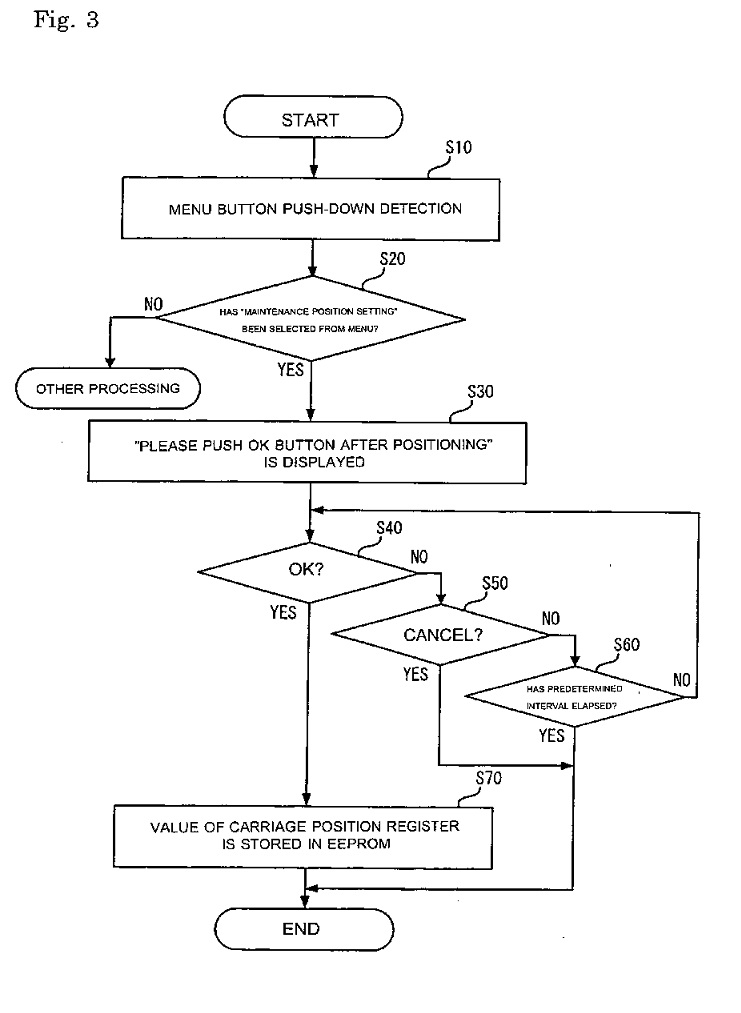 Fig. 3
START
S10
MENU BUTTON PUSH-DOWN DETECTION
S20
HAS "MAINTENANCE POSITION SETTING"
BEEN SELECTED FROM MENU?
NO
YES
OTHER PROCESSING
S30
"PLEASE PUSH OK BUTTON AFTER POSITIONING"
IS DISPLAYED
S40
OK?
NO
YES
S50
CANCEL?
NO
YES
S60
HAS PREDETERMINED
INTERVAL ELAPSED?
NO
YES
S70
VALUE OF CARRIAGE POSITION REGISTER
IS STORED IN EEPROM
END